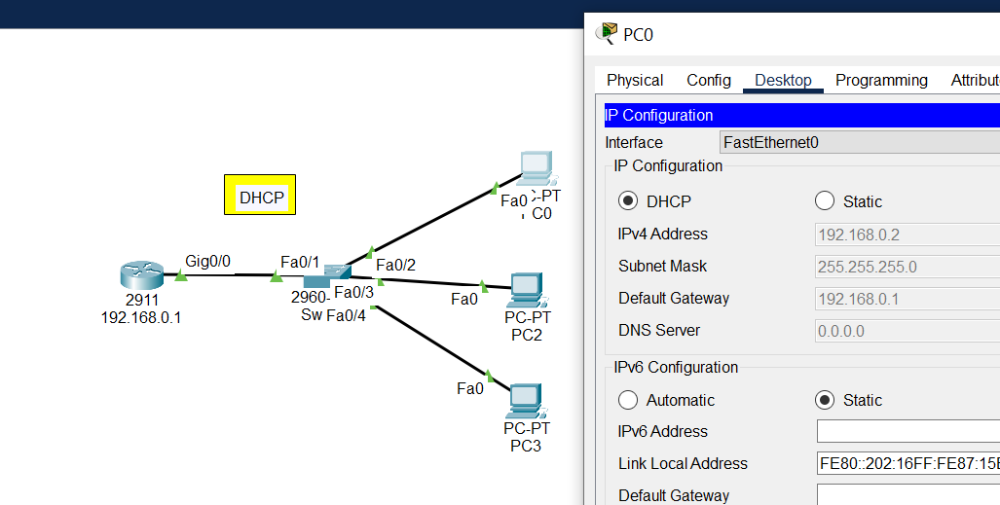 PC0
Physical Config Desktop Programming Attribut
IP Configuration
Interface FastEthernet0
IP Configuration
DHCP Static
IPv4 Address 192.168.0.2
Subnet Mask 255.255.255.0
Default Gateway 192.168.0.1
DNS Server 0.0.0.0
IPv6 Configuration
Automatic Static
IPv6 Address
Link Local Address FE80::202:16FF:FE87:15
Default Gateway
DHCP
Gig0/0
2911
192.168.0.1
Fa0/1
2960-
Sw
Fa0/2
Fa0/3
Fa0/4
Fa0
-PT
C0
Fa0
PC-PT
PC2
Fa0
PC-PT
PC3